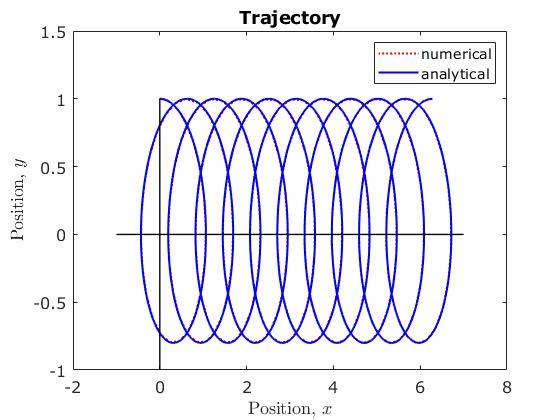 Trajectory
1.5
numerical
analytical
1
0.5
Position, y
0
-0.5
-1
-2 0 2 4 6 8
Position, x